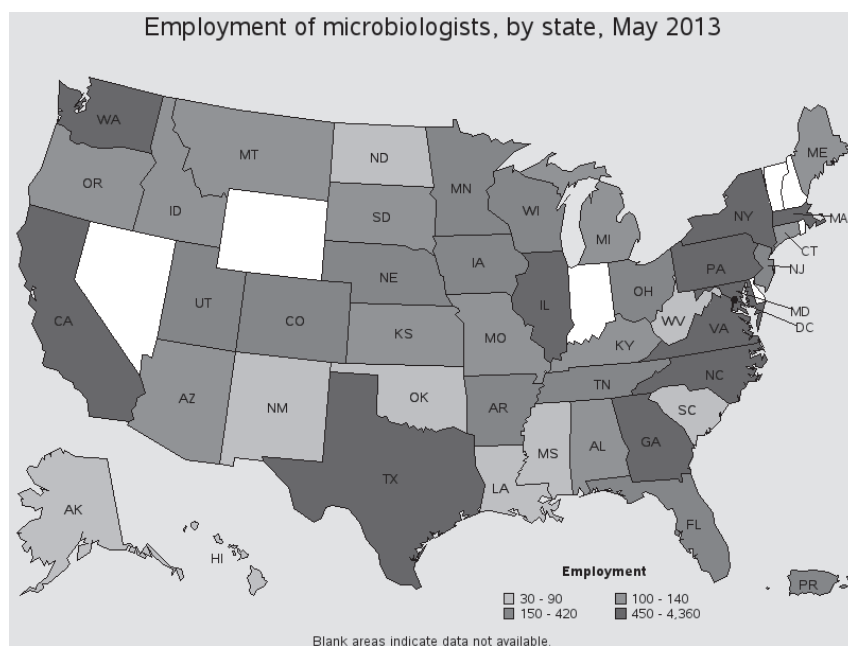 Employment of microbiologists, by state, May 2013
WA
MT
ND
MN
ME
OR
ID
SD
WI
MI
NY
MA
CT
NJ
IA
NE
PA
IL
OH
MD
DC
UT
CO
CA
KS
MO
WV
VA
KY
NC
TN
AZ
NM
OK
AR
SC
MS
AL
GA
TX
LA
AK
FL
HI
PR
Employment
30 - 90
100 - 140
150 - 420
450 - 4,360
Blank areas indicate data not available.